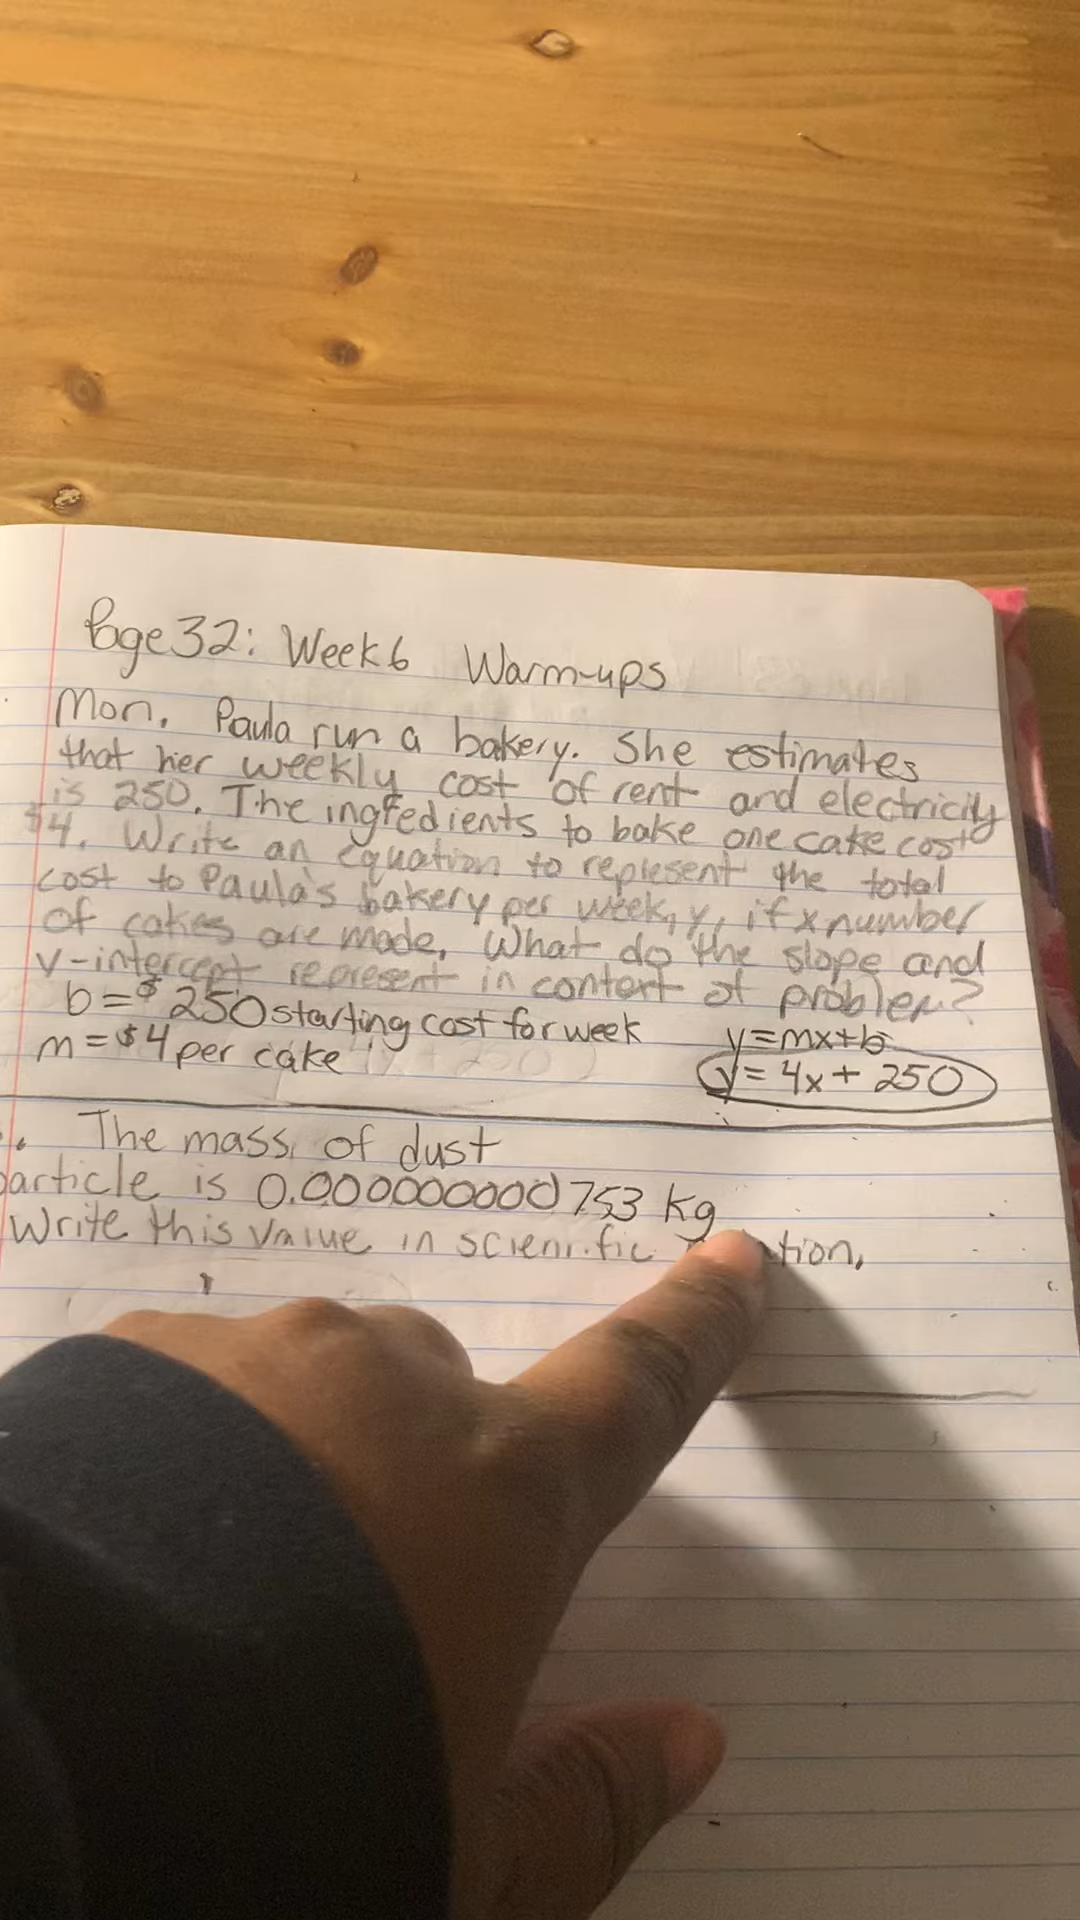 Page 32: Week 6 Warm-ups
Mon. Paula run a bakery. She estimates
that her weekly cost of rent and electricity
is 250. The ingredients to bake one cake cost
$4. Write an equation to represent the total
cost to Paula's bakery per week, y, if x number
of cakes are made. What do the slope and
y-intercept represent in context of problem?
b = $250 starting cost for week
y=mx+b
m = $4 per cake
y = 4x + 250
. The mass of dust
particle is 0.000000000753 kg
Write this value in scienific